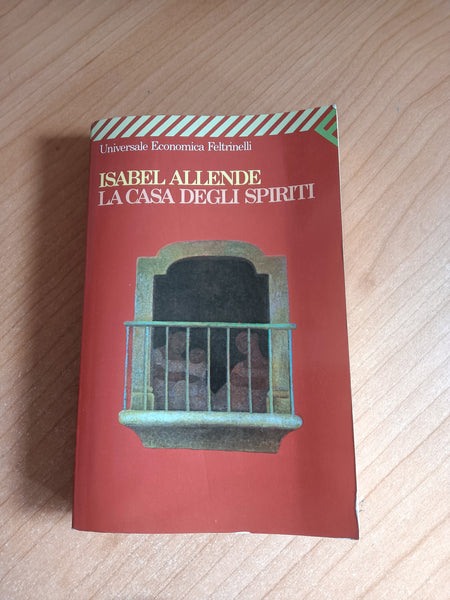 Universale Economica Feltrinelli
ISABEL ALLENDE
LA CASA DEGLI SPIRITI